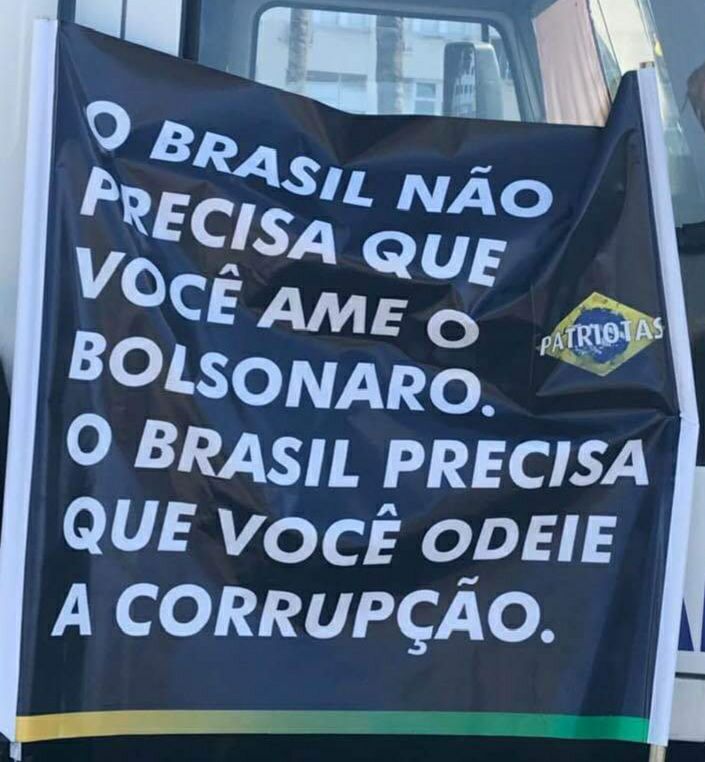 O BRASIL NÃO
PRECISA QUE
VOCÊ AME O
BOLSONARO.
PATRIOTAS
O BRASIL PRECISA
QUE VOCÊ ODEIE
A CORRUPÇÃO.